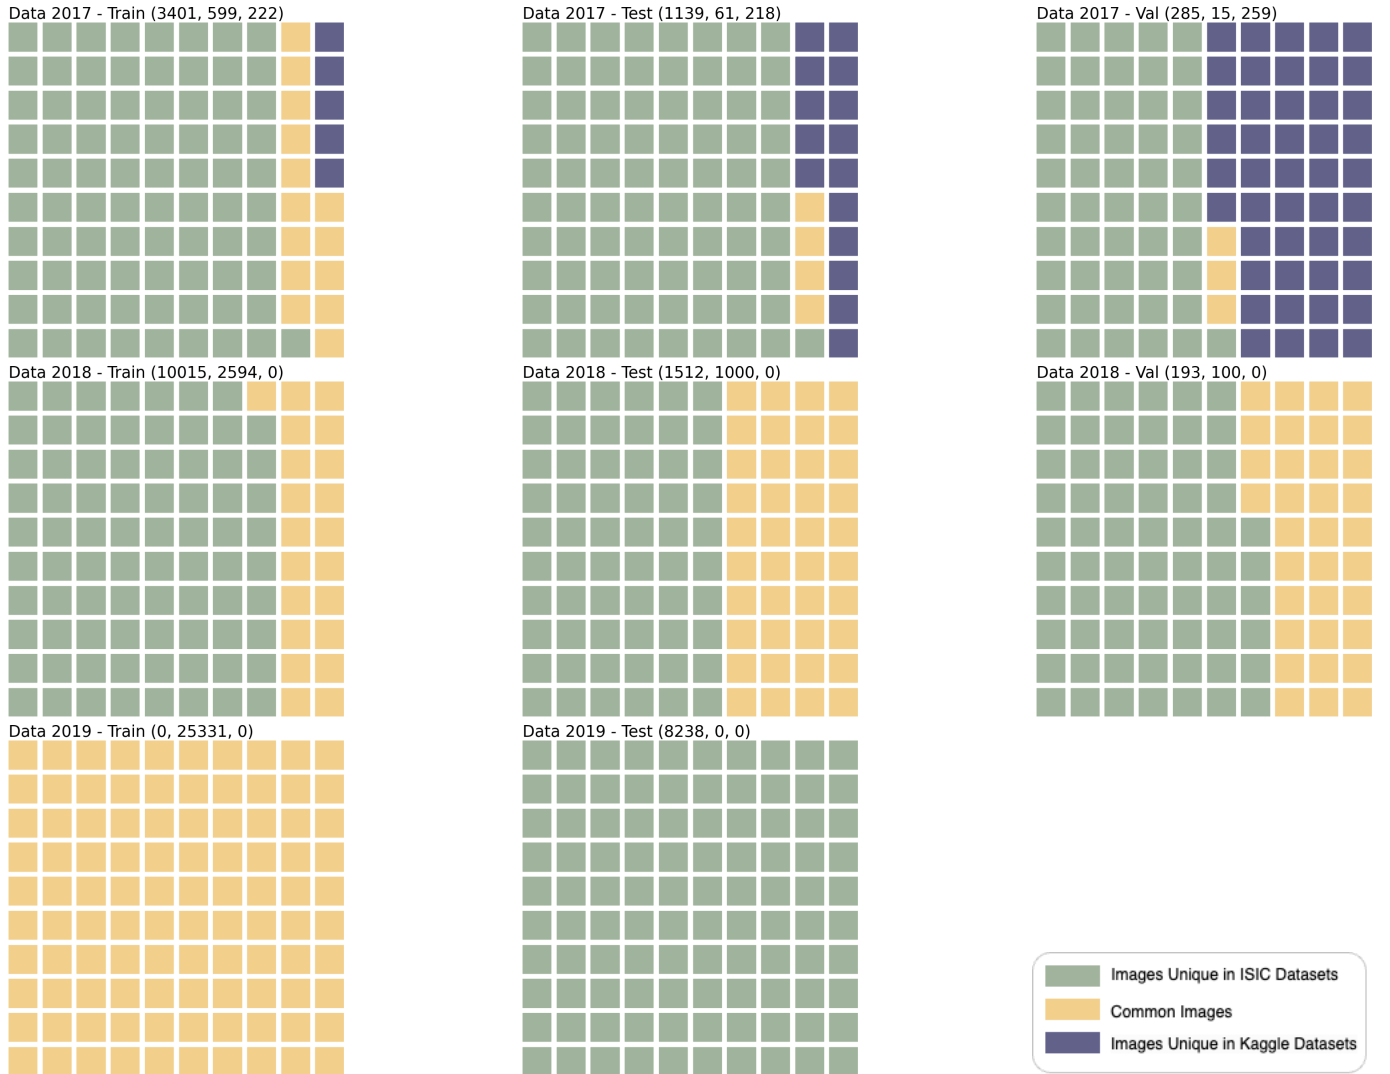 Data 2017 - Train (3401, 599, 222)
Data 2017 - Test (1139, 61, 218)
Data 2017 - Val (285, 15, 259)
Data 2018 - Train (10015, 2594, 0)
Data 2018 - Test (1512, 1000, 0)
Data 2018 - Val (193, 100, 0)
Data 2019 - Train (0, 25331, 0)
Data 2019 - Test (8238, 0, 0)
Images Unique in ISIC Datasets
Common Images
Images Unique in Kaggle Datasets